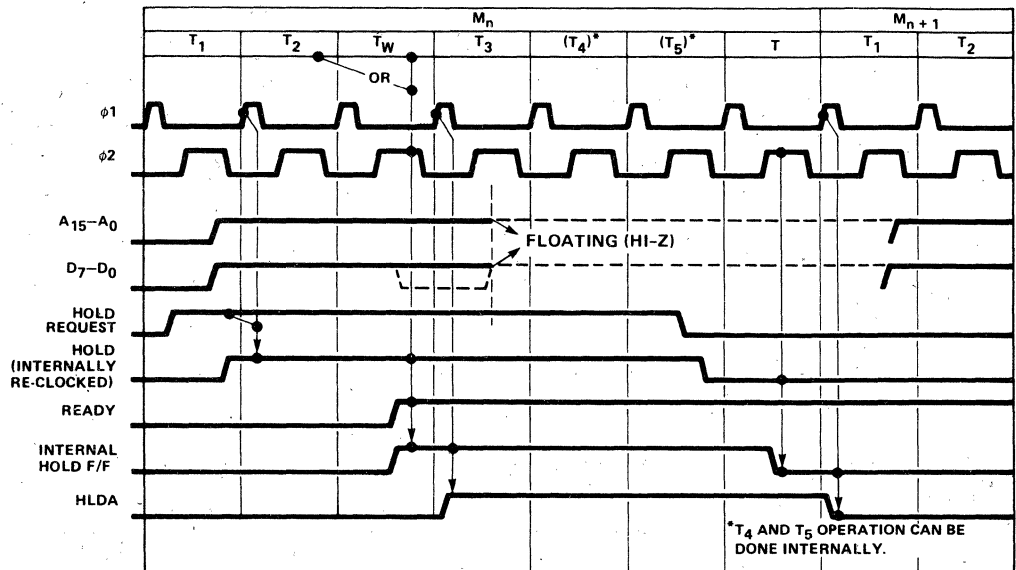 Mn Mn + 1
T1 T2 TW T3 (T4)* (T5)* T T1 T2
OR
φ1
φ2
A15–A0
FLOATING (HI–Z)
D7–D0
HOLD
REQUEST
HOLD
(INTERNALLY
RE-CLOCKED)
READY
INTERNAL
HOLD F/F
HLDA
*T4 AND T5 OPERATION CAN BE
DONE INTERNALLY.